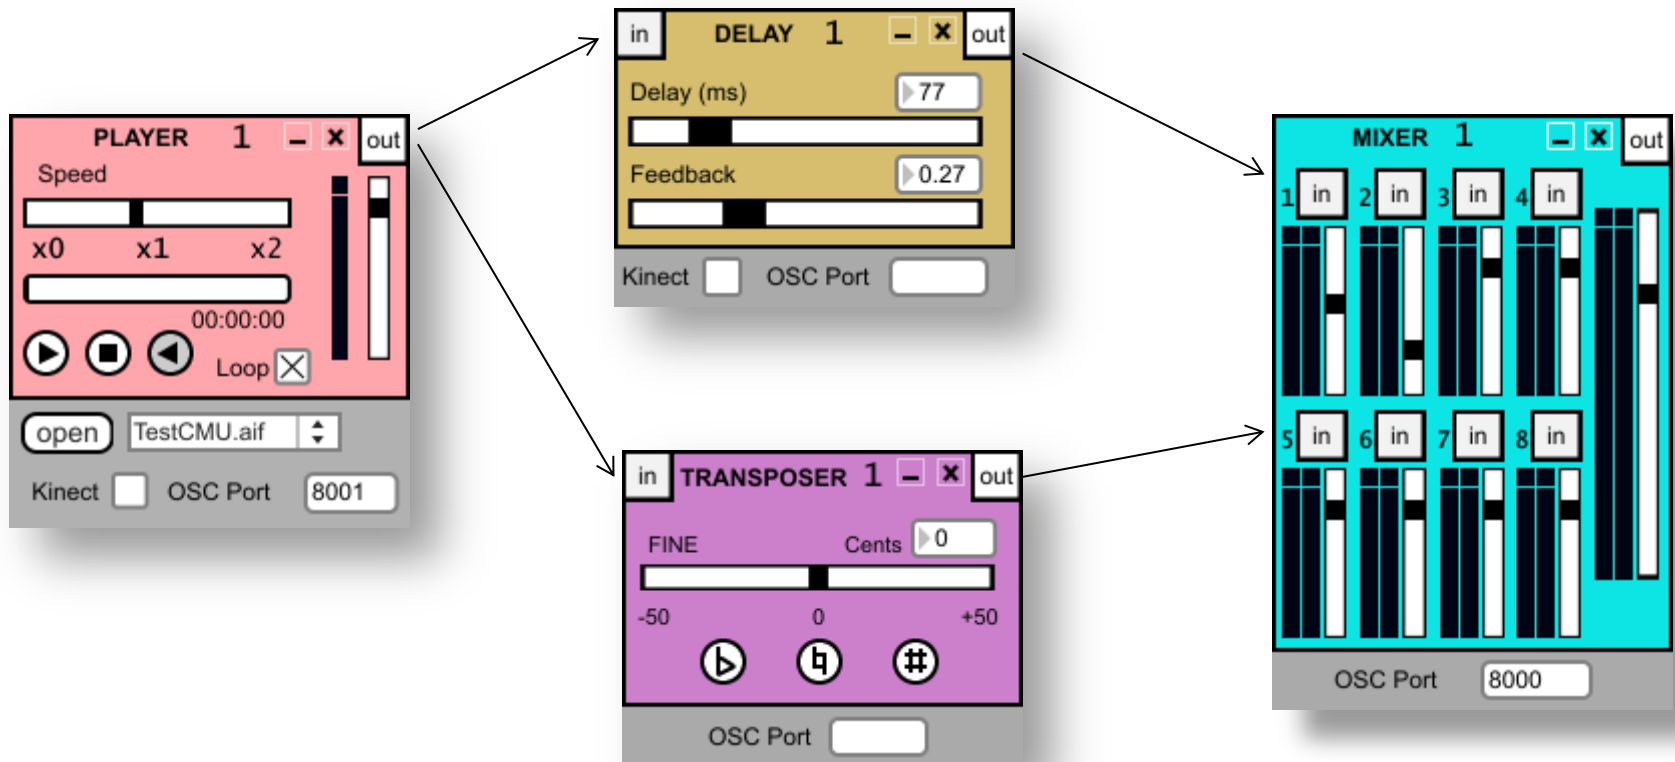 PLAYER 1 out
Speed
x0 x1 x2
00:00:00
Loop
open TestCMU.aif
Kinect OSC Port 8001
in DELAY 1 out
Delay (ms) 77
Feedback 0.27
Kinect OSC Port
in TRANSPOSER 1 out
FINE Cents 0
-50 0 +50
OSC Port
MIXER 1 out
1 in 2 in 3 in 4 in
5 in 6 in 7 in 8 in
OSC Port 8000